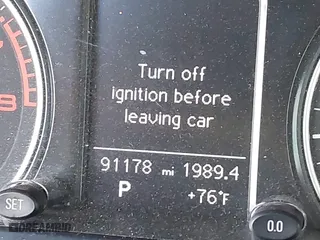 Turn off
ignition before
leaving car
91178 mi 1989.4
P +76°F
SET 0.0